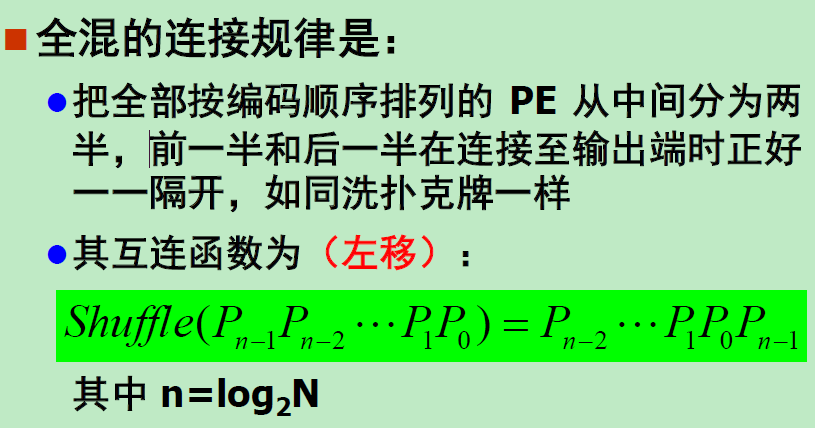 全混的连接规律是：
把全部按编码顺序排列的 PE 从中间分为两
半，前一半和后一半在连接至输出端时正好
一一隔开，如同洗扑克牌一样
其互连函数为（左移）：
Shuffle(Pₙ₋₁Pₙ₋₂⋯P₁P₀) = Pₙ₋₂⋯P₁P₀Pₙ₋₁
其中 n=log₂N